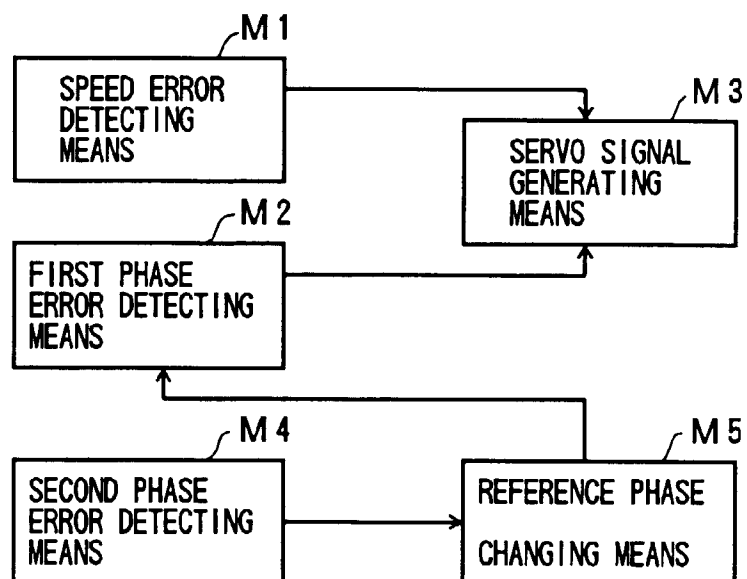 M1
SPEED ERROR
DETECTING
MEANS
M3
SERVO SIGNAL
GENERATING
MEANS
M2
FIRST PHASE
ERROR DETECTING
MEANS
M4
SECOND PHASE
ERROR DETECTING
MEANS
M5
REFERENCE PHASE
CHANGING MEANS